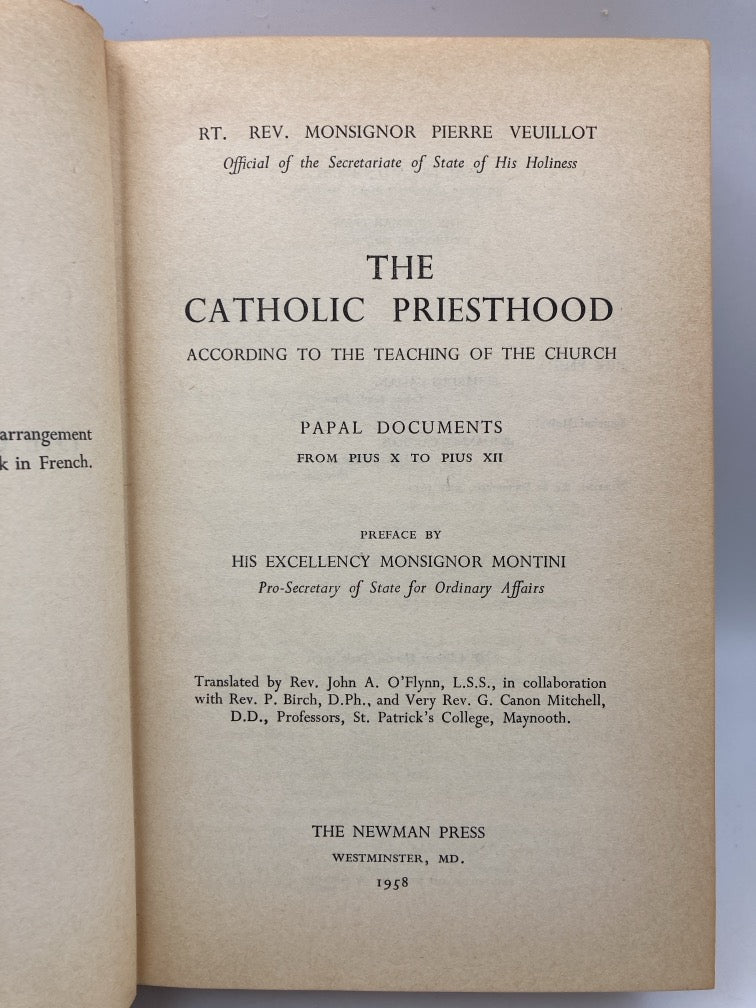 RT. REV. MONSIGNOR PIERRE VEUILLOT
Official of the Secretariate of State of His Holiness
THE
CATHOLIC PRIESTHOOD
ACCORDING TO THE TEACHING OF THE CHURCH
arrangement
k in French.
PAPAL DOCUMENTS
FROM PIUS X TO PIUS XII
PREFACE BY
HIS EXCELLENCY MONSIGNOR MONTINI
Pro-Secretary of State for Ordinary Affairs
Translated by Rev. John A. O'Flynn, L.S.S., in collaboration
with Rev. P. Birch, D.Ph., and Very Rev. G. Canon Mitchell,
D.D., Professors, St. Patrick's College, Maynooth.
THE NEWMAN PRESS
WESTMINSTER, MD.
1958